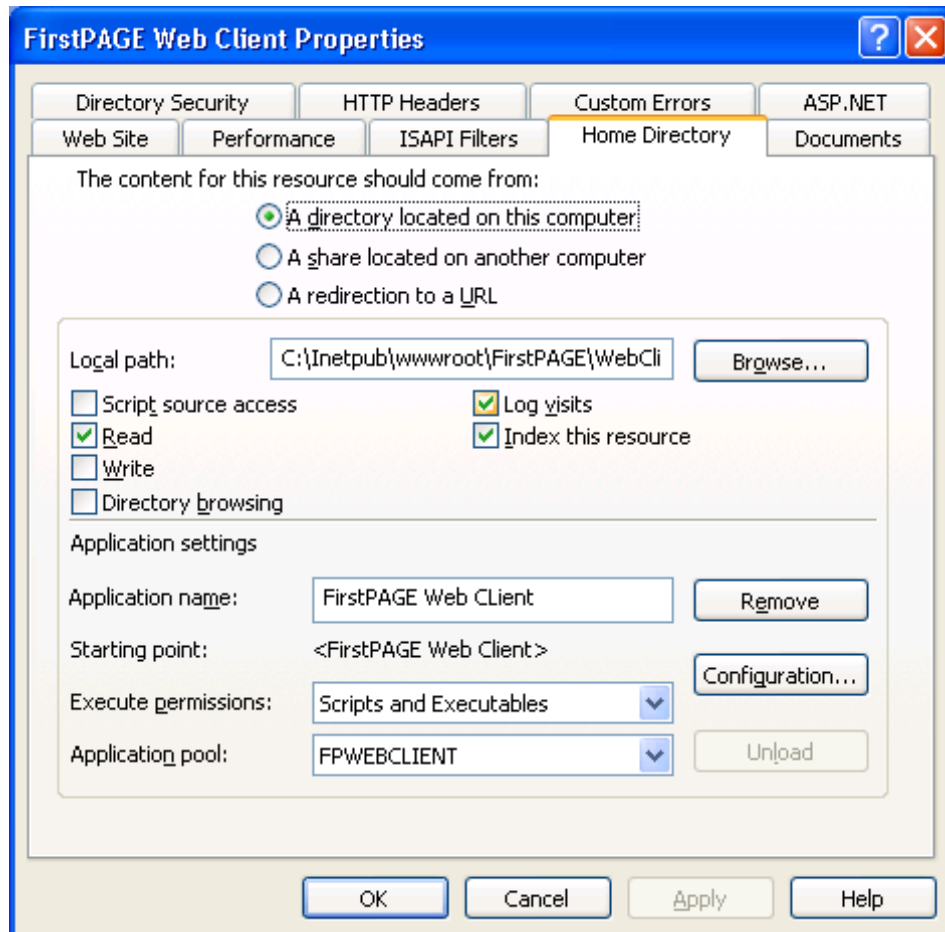 FirstPAGE Web Client Properties
Directory Security HTTP Headers Custom Errors ASP.NET
Web Site Performance ISAPI Filters Home Directory Documents
The content for this resource should come from:
A directory located on this computer
A share located on another computer
A redirection to a URL
Local path: C:\Inetpub\wwwroot\FirstPAGE\WebCli Browse...
Script source access Log visits
Read Index this resource
Write
Directory browsing
Application settings
Application name: FirstPAGE Web CLient Remove
Starting point: <FirstPAGE Web Client>
Configuration...
Execute permissions: Scripts and Executables
Application pool: FPWEBCLIENT Unload
OK Cancel Apply Help